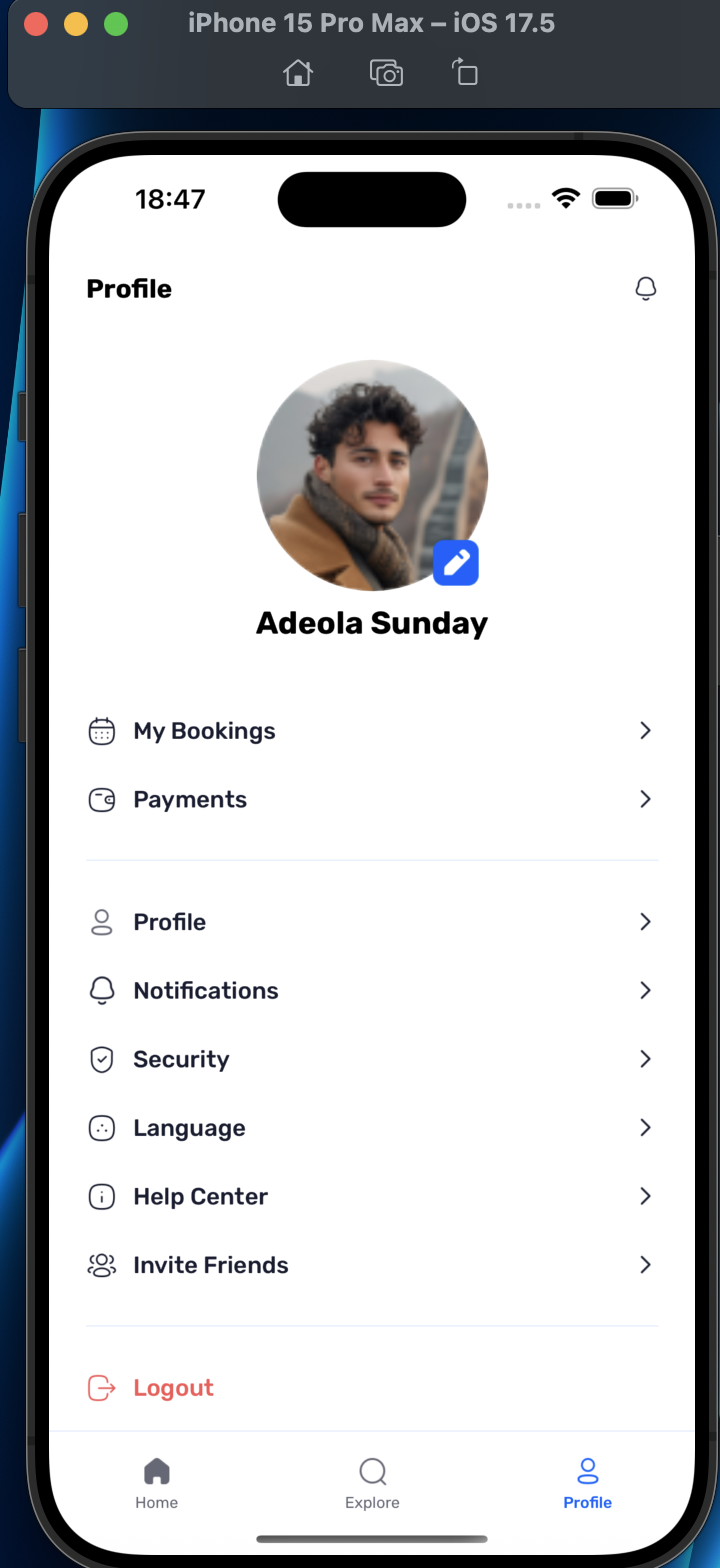 iPhone 15 Pro Max – iOS 17.5
18:47
Profile
Adeola Sunday
My Bookings
Payments
Profile
Notifications
Security
Language
Help Center
Invite Friends
Logout
Home Explore Profile